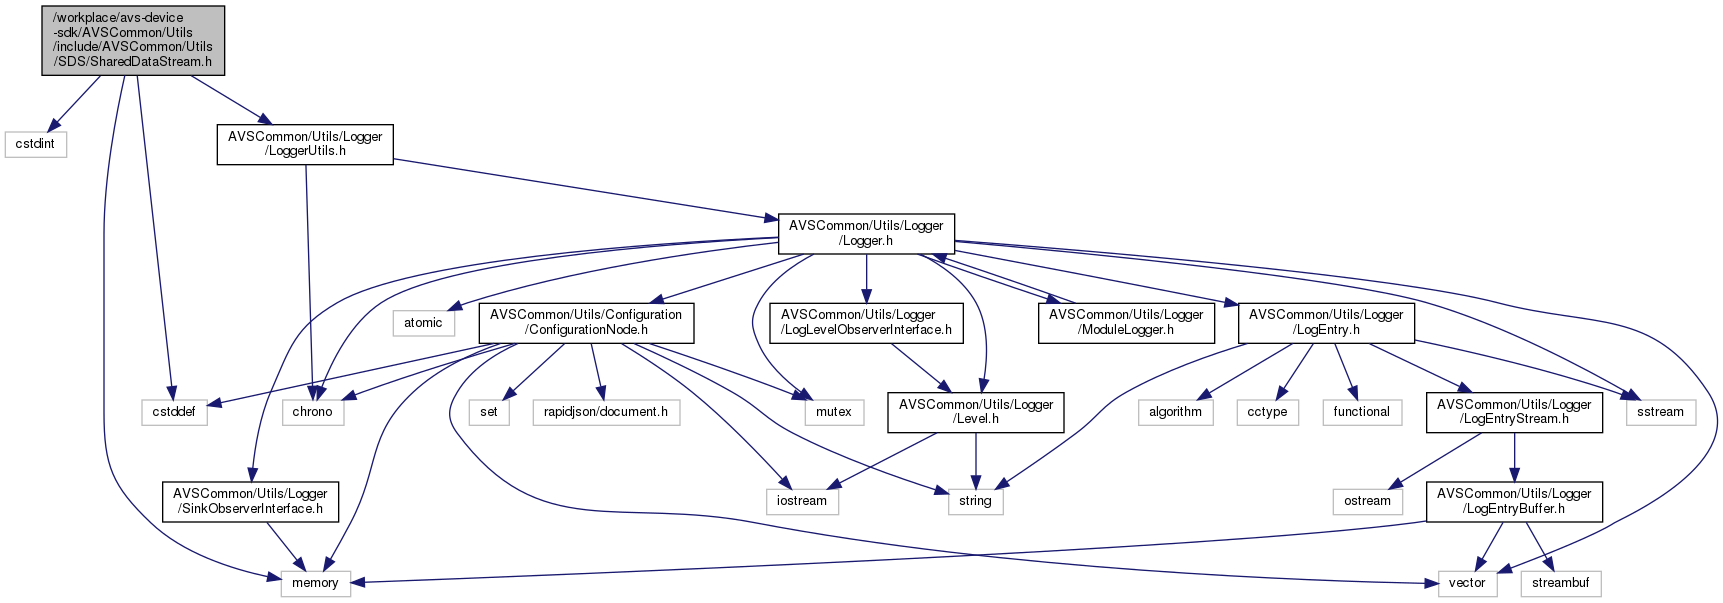 /workplace/avs-device
-sdk/AVSCommon/Utils
/include/AVSCommon/Utils
/SDS/SharedDataStream.h
cstdint
AVSCommon/Utils/Logger
/LoggerUtils.h
AVSCommon/Utils/Logger
/Logger.h
atomic
AVSCommon/Utils/Configuration
/ConfigurationNode.h
AVSCommon/Utils/Logger
/LogLevelObserverInterface.h
AVSCommon/Utils/Logger
/ModuleLogger.h
AVSCommon/Utils/Logger
/LogEntry.h
cstddef
chrono
set
rapidjson/document.h
mutex
AVSCommon/Utils/Logger
/Level.h
algorithm
cctype
functional
AVSCommon/Utils/Logger
/LogEntryStream.h
sstream
AVSCommon/Utils/Logger
/SinkObserverInterface.h
iostream
string
ostream
AVSCommon/Utils/Logger
/LogEntryBuffer.h
memory
vector
streambuf